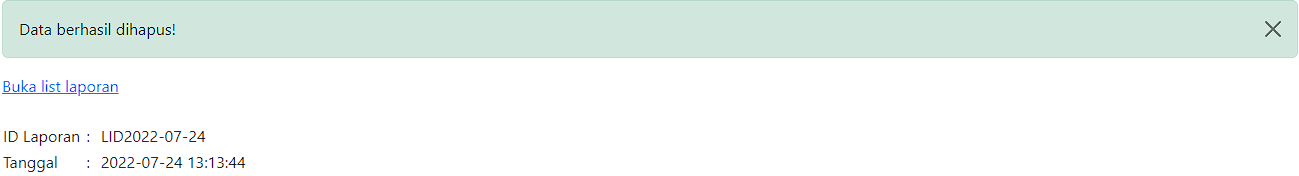 Data berhasil dihapus!
Buka list laporan
ID Laporan : LID2022-07-24
Tanggal : 2022-07-24 13:13:44